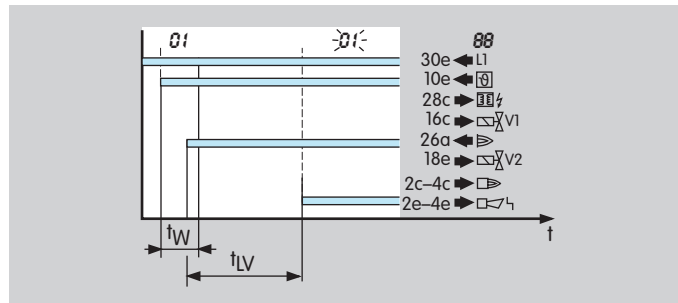 01 01 88
30e L1
10e ϑ
28c
16c V1
26a
18e V2
2c–4c
2e–4e
t
tW
tLV